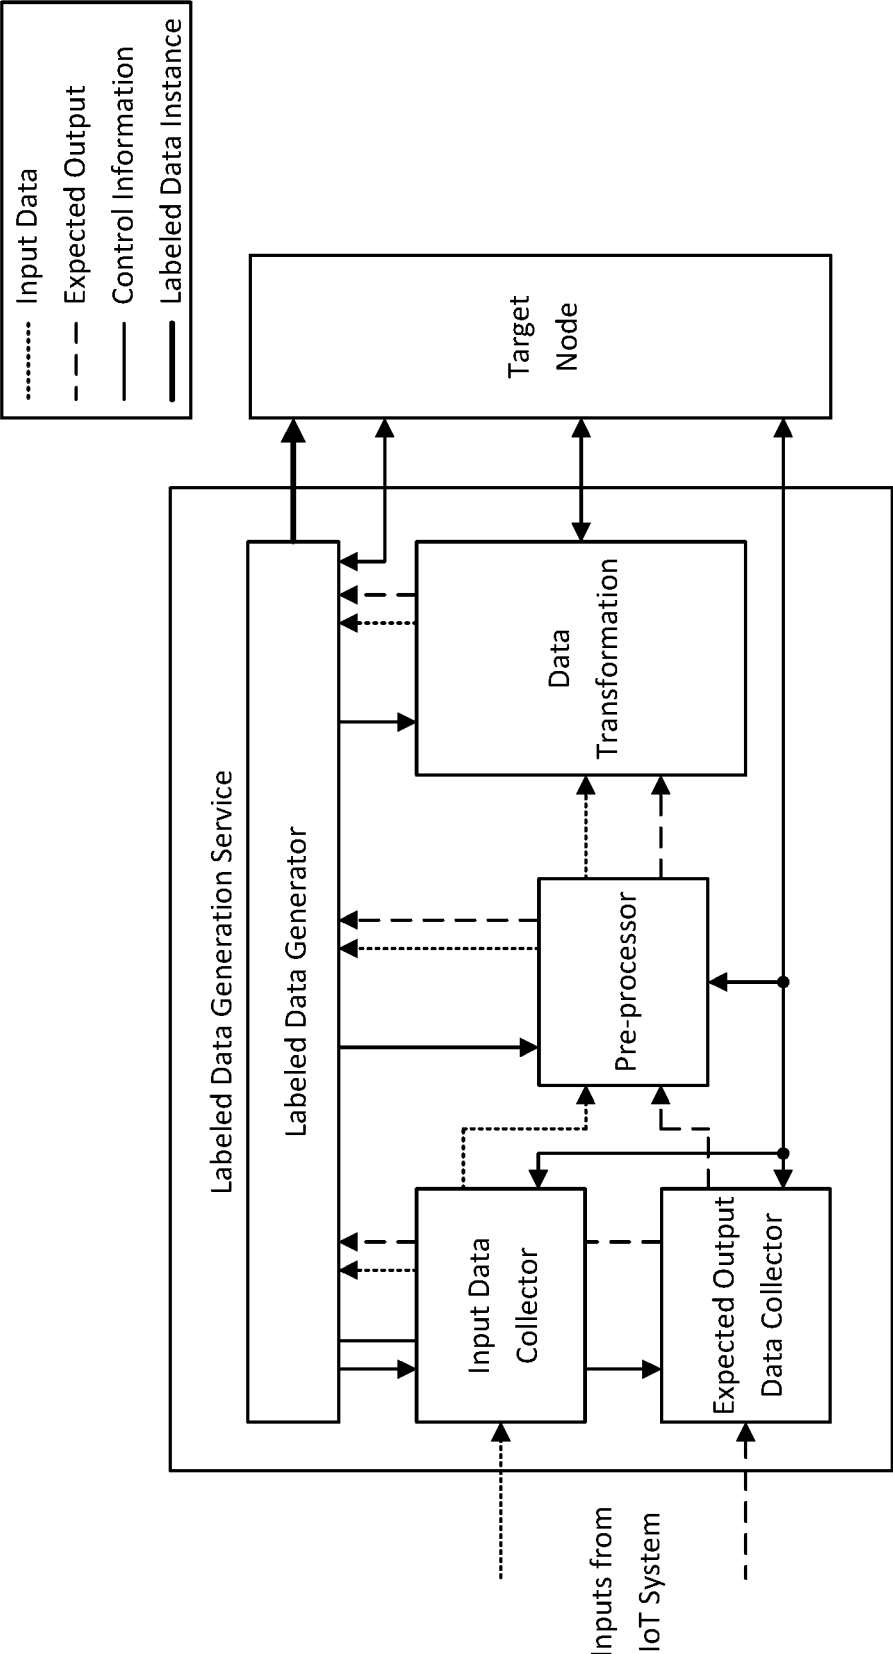 Input Data
Expected Output
Control Information
Labeled Data Instance
Labeled Data Generation Service
Labeled Data Generator
Input Data
Collector
Expected Output
Data Collector
Pre-processor
Data
Transformation
Target
Node
Inputs from
IoT System